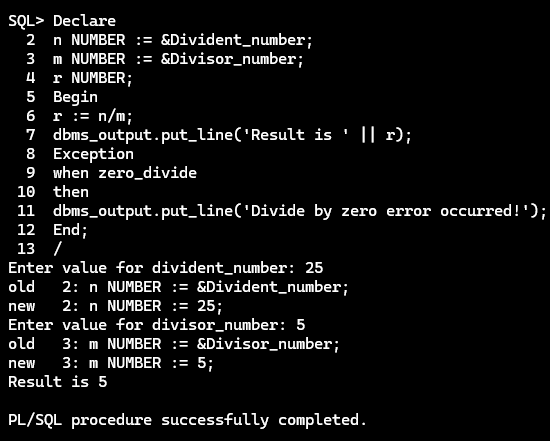 SQL> Declare
  2  n NUMBER := &Divident_number;
  3  m NUMBER := &Divisor_number;
  4  r NUMBER;
  5  Begin
  6  r := n/m;
  7  dbms_output.put_line('Result is ' || r);
  8  Exception
  9  when zero_divide
 10  then
 11  dbms_output.put_line('Divide by zero error occurred!');
 12  End;
 13  /
Enter value for divident_number: 25
old   2: n NUMBER := &Divident_number;
new   2: n NUMBER := 25;
Enter value for divisor_number: 5
old   3: m NUMBER := &Divisor_number;
new   3: m NUMBER := 5;
Result is 5
PL/SQL procedure successfully completed.